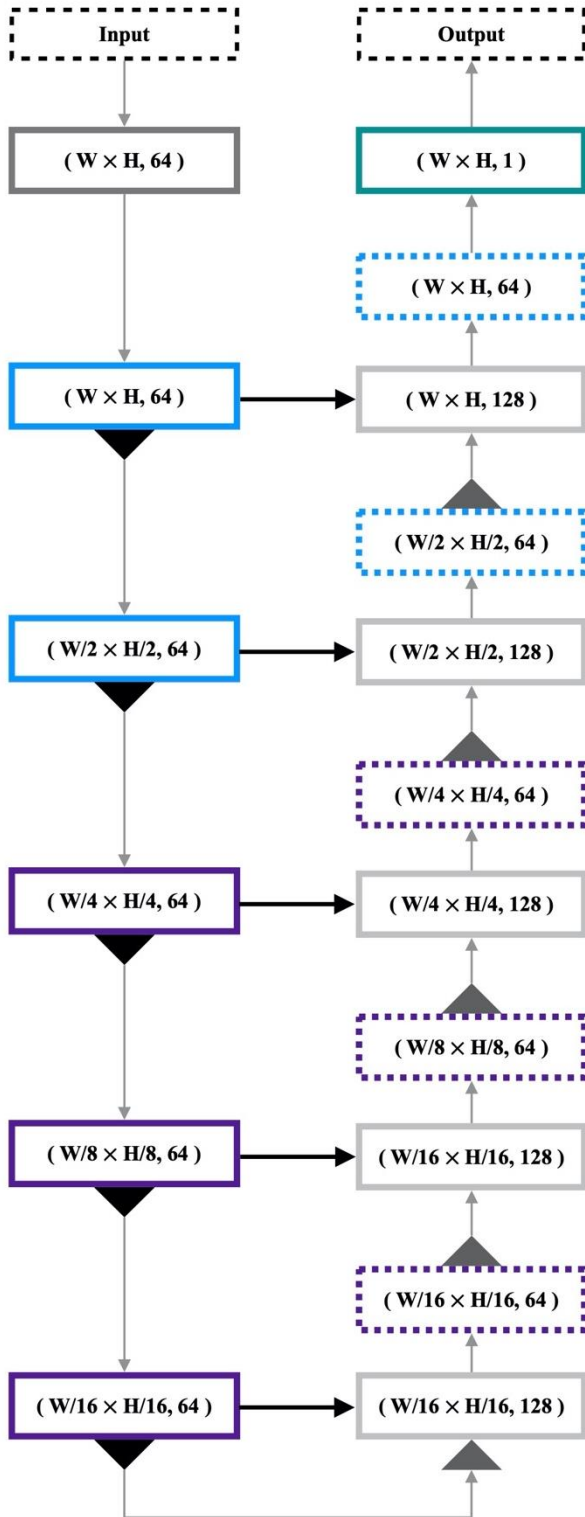 Input
Output
( W × H, 64 )
( W × H, 1 )
( W × H, 64 )
( W × H, 64 )
( W × H, 128 )
( W/2 × H/2, 64 )
( W/2 × H/2, 64 )
( W/2 × H/2, 128 )
( W/4 × H/4, 64 )
( W/4 × H/4, 64 )
( W/4 × H/4, 128 )
( W/8 × H/8, 64 )
( W/8 × H/8, 64 )
( W/16 × H/16, 128 )
( W/16 × H/16, 64 )
( W/16 × H/16, 64 )
( W/16 × H/16, 128 )